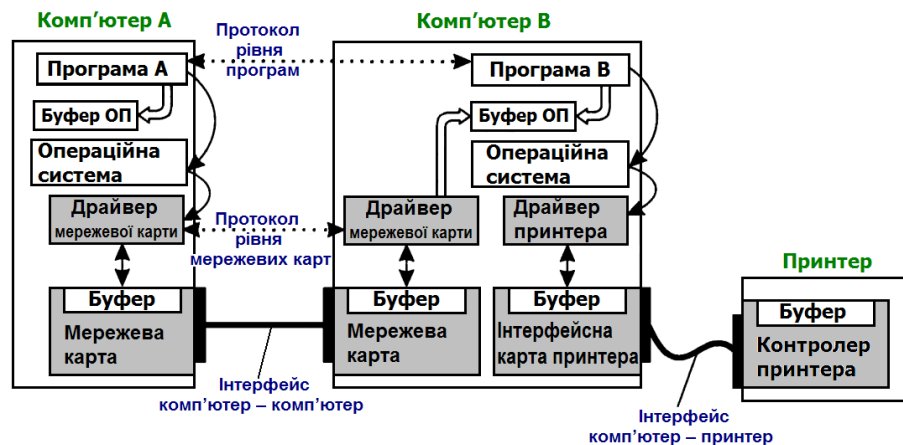 Комп’ютер А
Протокол
рівня
програм
Комп’ютер В
Програма А
Буфер ОП
Операційна
система
Драйвер
мережевої карти
Буфер
Мережева
карта
Протокол
рівня
мережевих карт
Інтерфейс
комп’ютер – комп’ютер
Програма В
Буфер ОП
Операційна
система
Драйвер
мережевої карти
Драйвер
принтера
Буфер
Мережева
карта
Буфер
Інтерфейсна
карта принтера
Принтер
Буфер
Контролер
принтера
Інтерфейс
комп’ютер – принтер